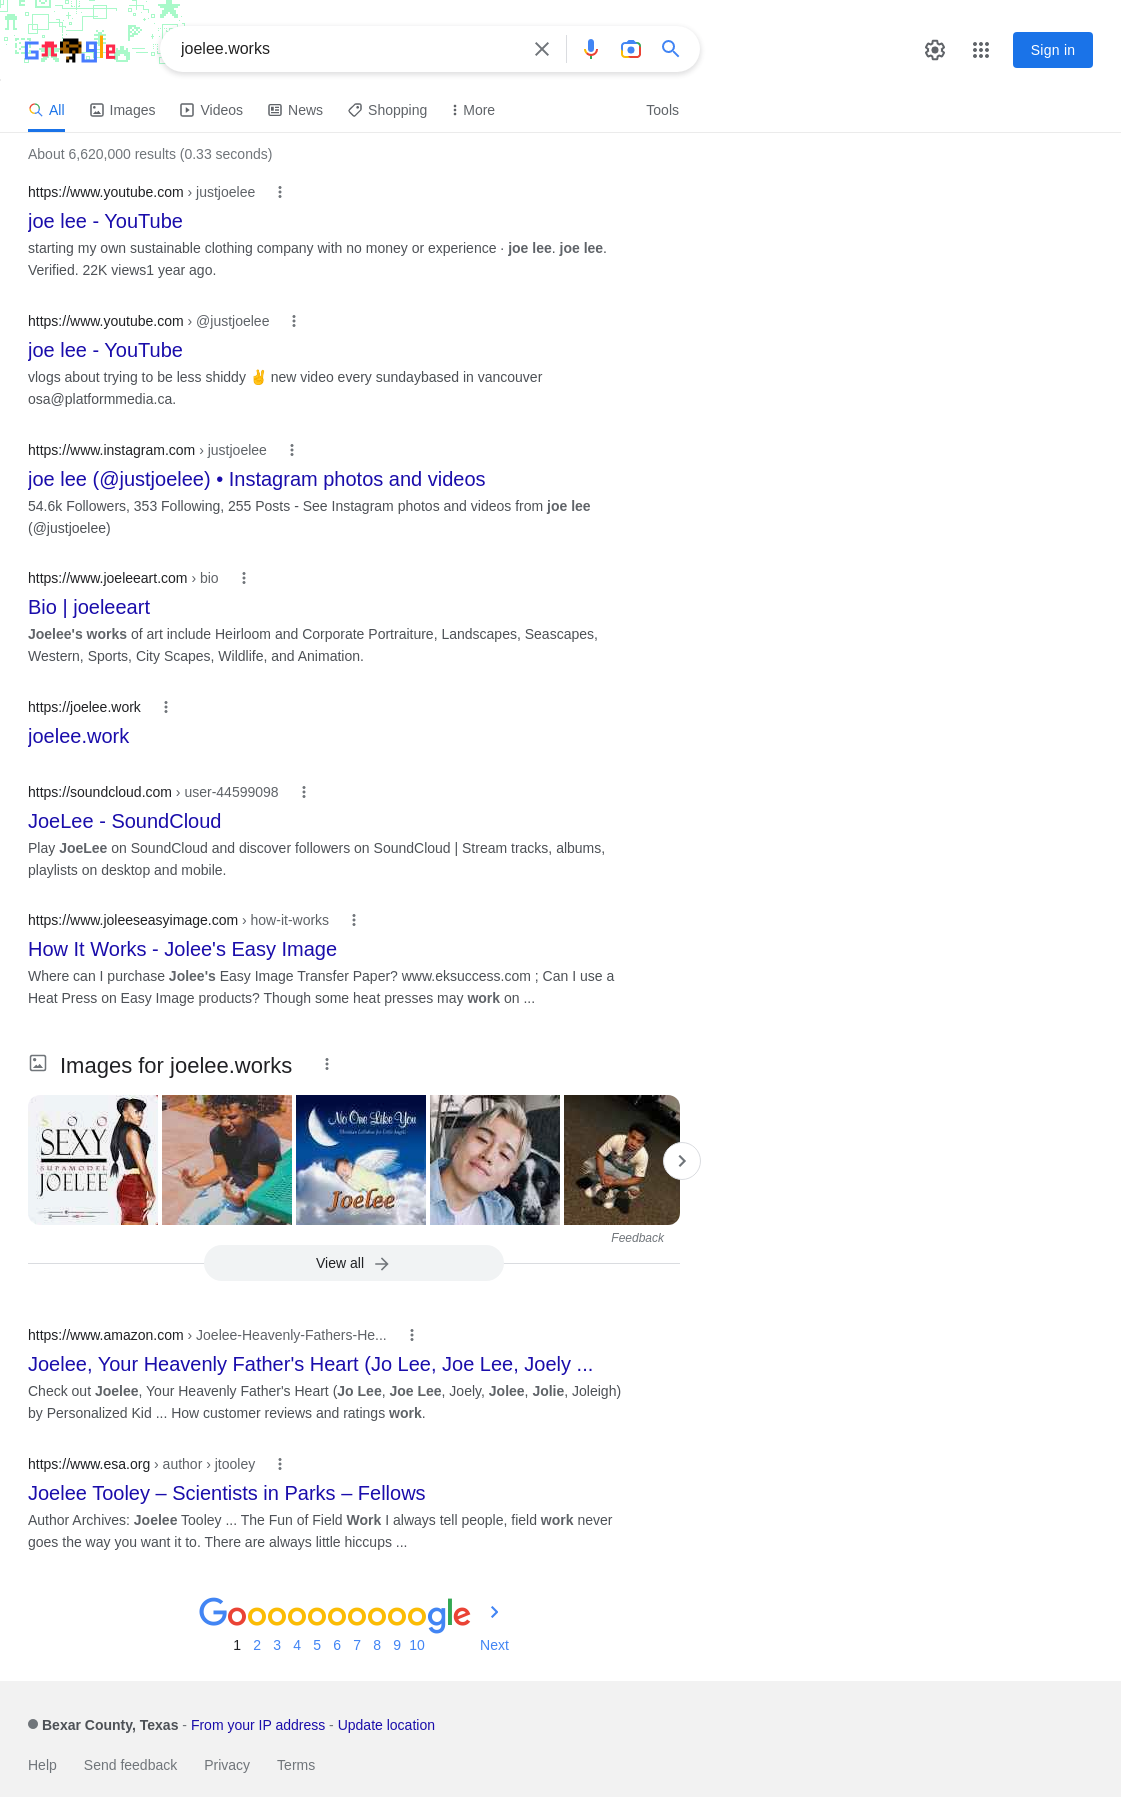 joelee.works
Sign in
All
Images
Videos
News
Shopping
More
Tools
About 6,620,000 results (0.33 seconds)
https://www.youtube.com › justjoelee
joe lee - YouTube
starting my own sustainable clothing company with no money or experience · joe lee. joe lee.
Verified. 22K views1 year ago.
https://www.youtube.com › @justjoelee
joe lee - YouTube
vlogs about trying to be less shiddy ✌️ new video every sundaybased in vancouver
osa@platformmedia.ca.
https://www.instagram.com › justjoelee
joe lee (@justjoelee) • Instagram photos and videos
54.6k Followers, 353 Following, 255 Posts - See Instagram photos and videos from joe lee
(@justjoelee)
https://www.joeleeart.com › bio
Bio | joeleeart
Joelee's works of art include Heirloom and Corporate Portraiture, Landscapes, Seascapes,
Western, Sports, City Scapes, Wildlife, and Animation.
https://joelee.work
joelee.work
https://soundcloud.com › user-44599098
JoeLee - SoundCloud
Play JoeLee on SoundCloud and discover followers on SoundCloud | Stream tracks, albums,
playlists on desktop and mobile.
https://www.joleeseasyimage.com › how-it-works
How It Works - Jolee's Easy Image
Where can I purchase Jolee's Easy Image Transfer Paper? www.eksuccess.com ; Can I use a
Heat Press on Easy Image products? Though some heat presses may work on ...
Images for joelee.works
SOO
SEXY
SUPAMODEL
JOELEE
No One Like You
Joelee
Feedback
View all
https://www.amazon.com › Joelee-Heavenly-Fathers-He...
Joelee, Your Heavenly Father's Heart (Jo Lee, Joe Lee, Joely ...
Check out Joelee, Your Heavenly Father's Heart (Jo Lee, Joe Lee, Joely, Jolee, Jolie, Joleigh)
by Personalized Kid ... How customer reviews and ratings work.
https://www.esa.org › author › jtooley
Joelee Tooley – Scientists in Parks – Fellows
Author Archives: Joelee Tooley ... The Fun of Field Work I always tell people, field work never
goes the way you want it to. There are always little hiccups ...
Goooooooooogle
1 2 3 4 5 6 7 8 9 10 Next
Bexar County, Texas - From your IP address - Update location
Help Send feedback Privacy Terms